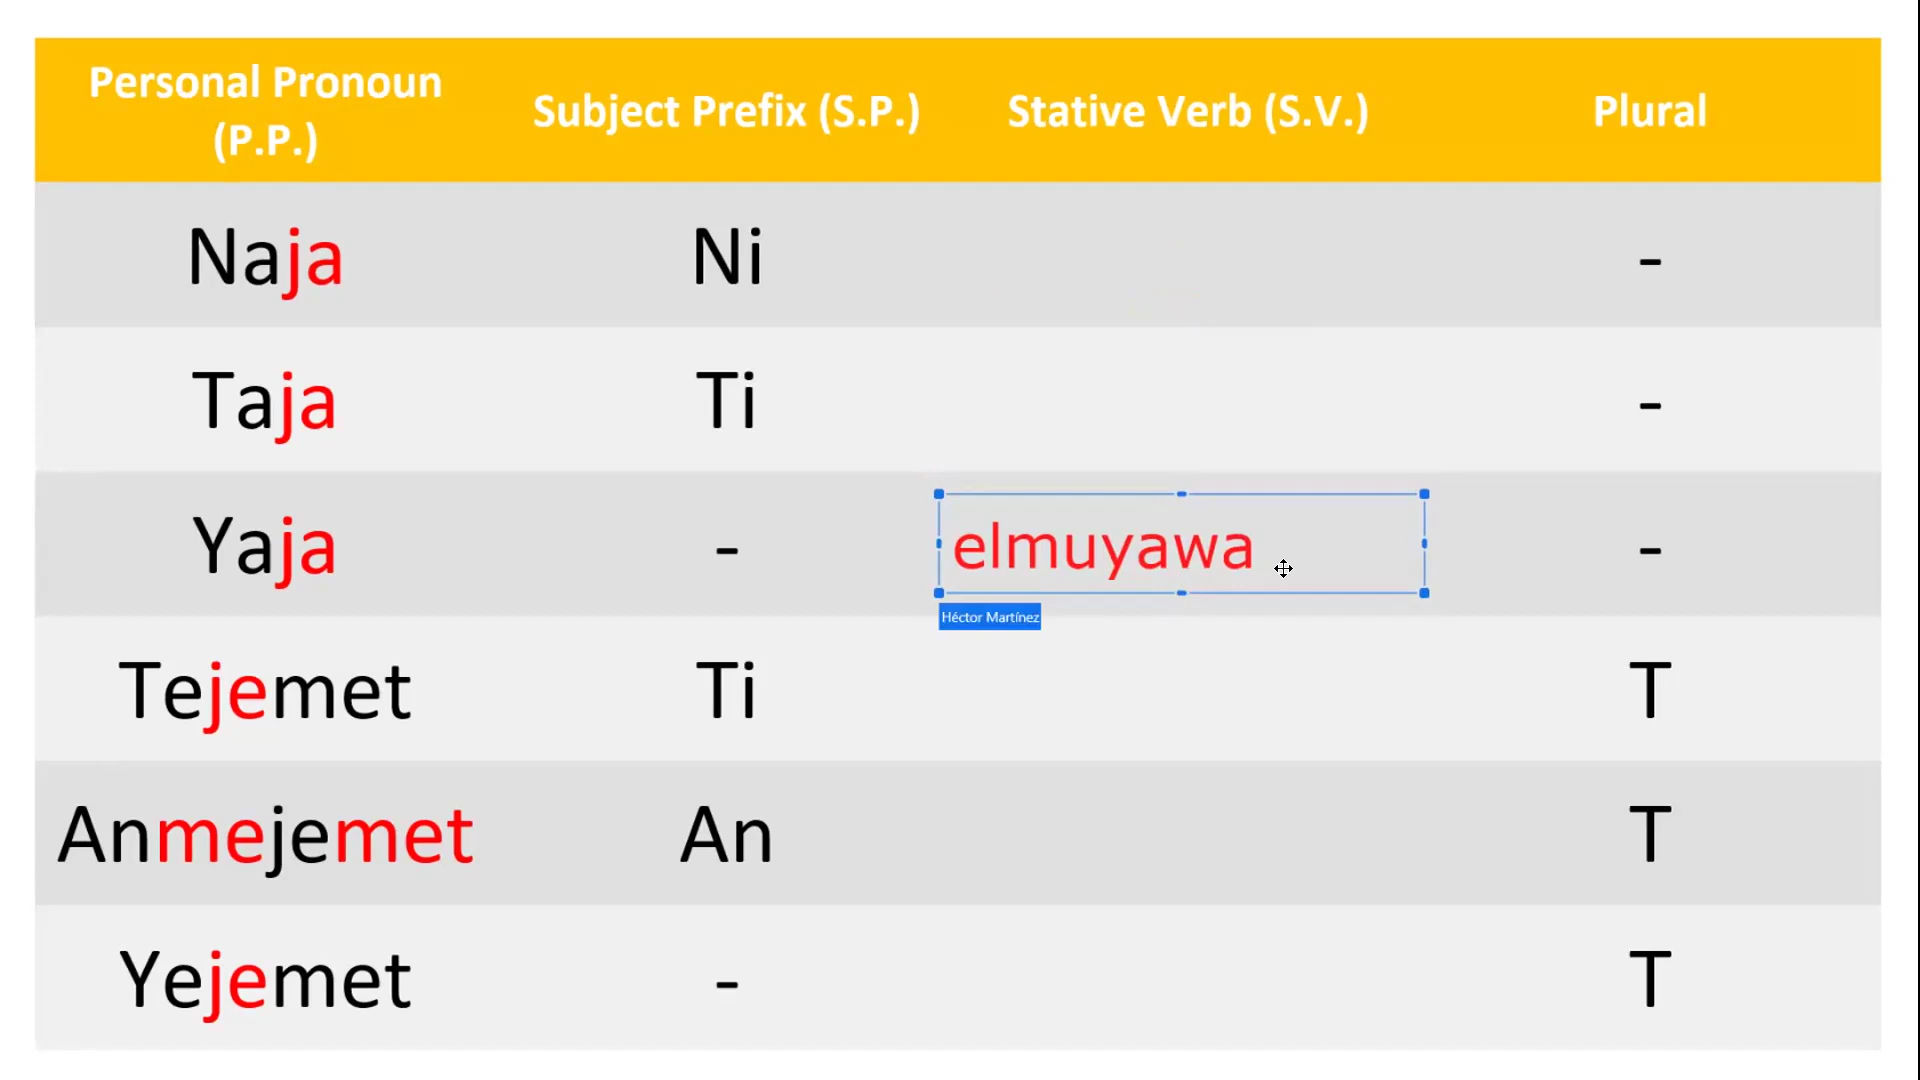 Personal Pronoun (P.P.) Subject Prefix (S.P.) Stative Verb (S.V.) Plural
Naja Ni -
Taja Ti -
Yaja - elmuyawa -
Héctor Martínez
Tejemet Ti T
Anmejemet An T
Yejemet - T